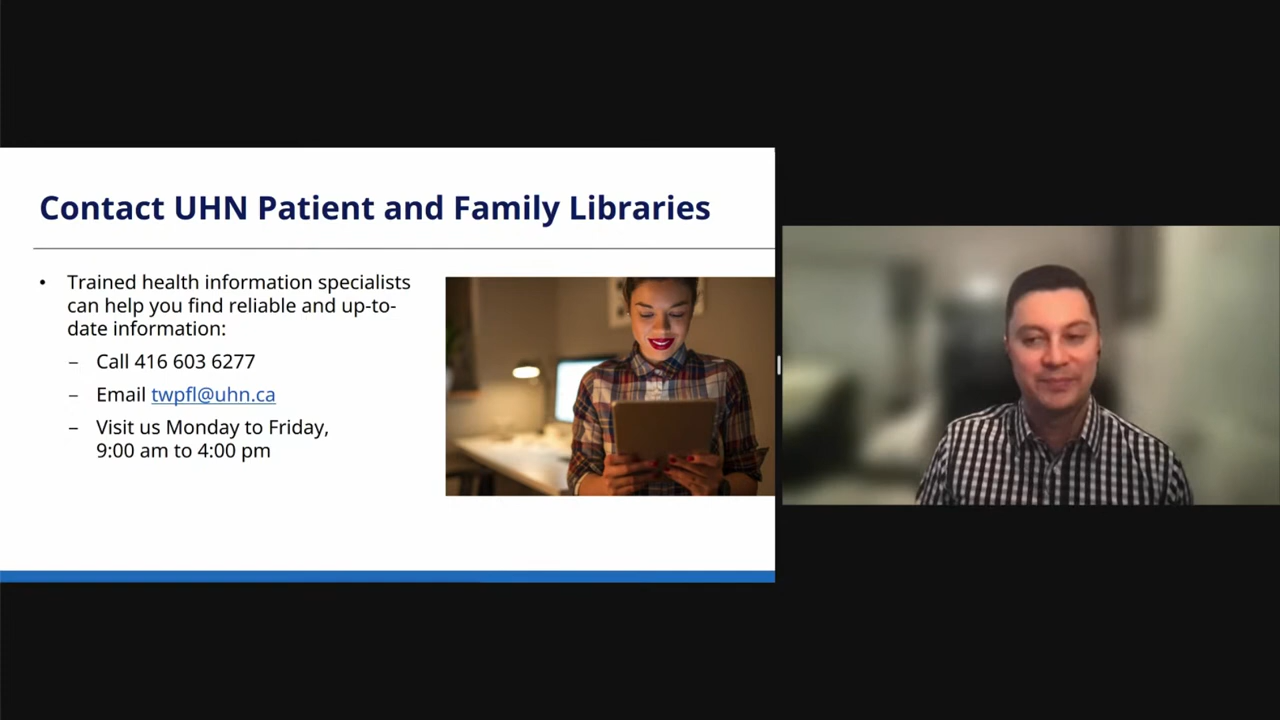 Contact UHN Patient and Family Libraries
• Trained health information specialists
can help you find reliable and up-to-
date information:
– Call 416 603 6277
– Email twpfl@uhn.ca
– Visit us Monday to Friday,
9:00 am to 4:00 pm